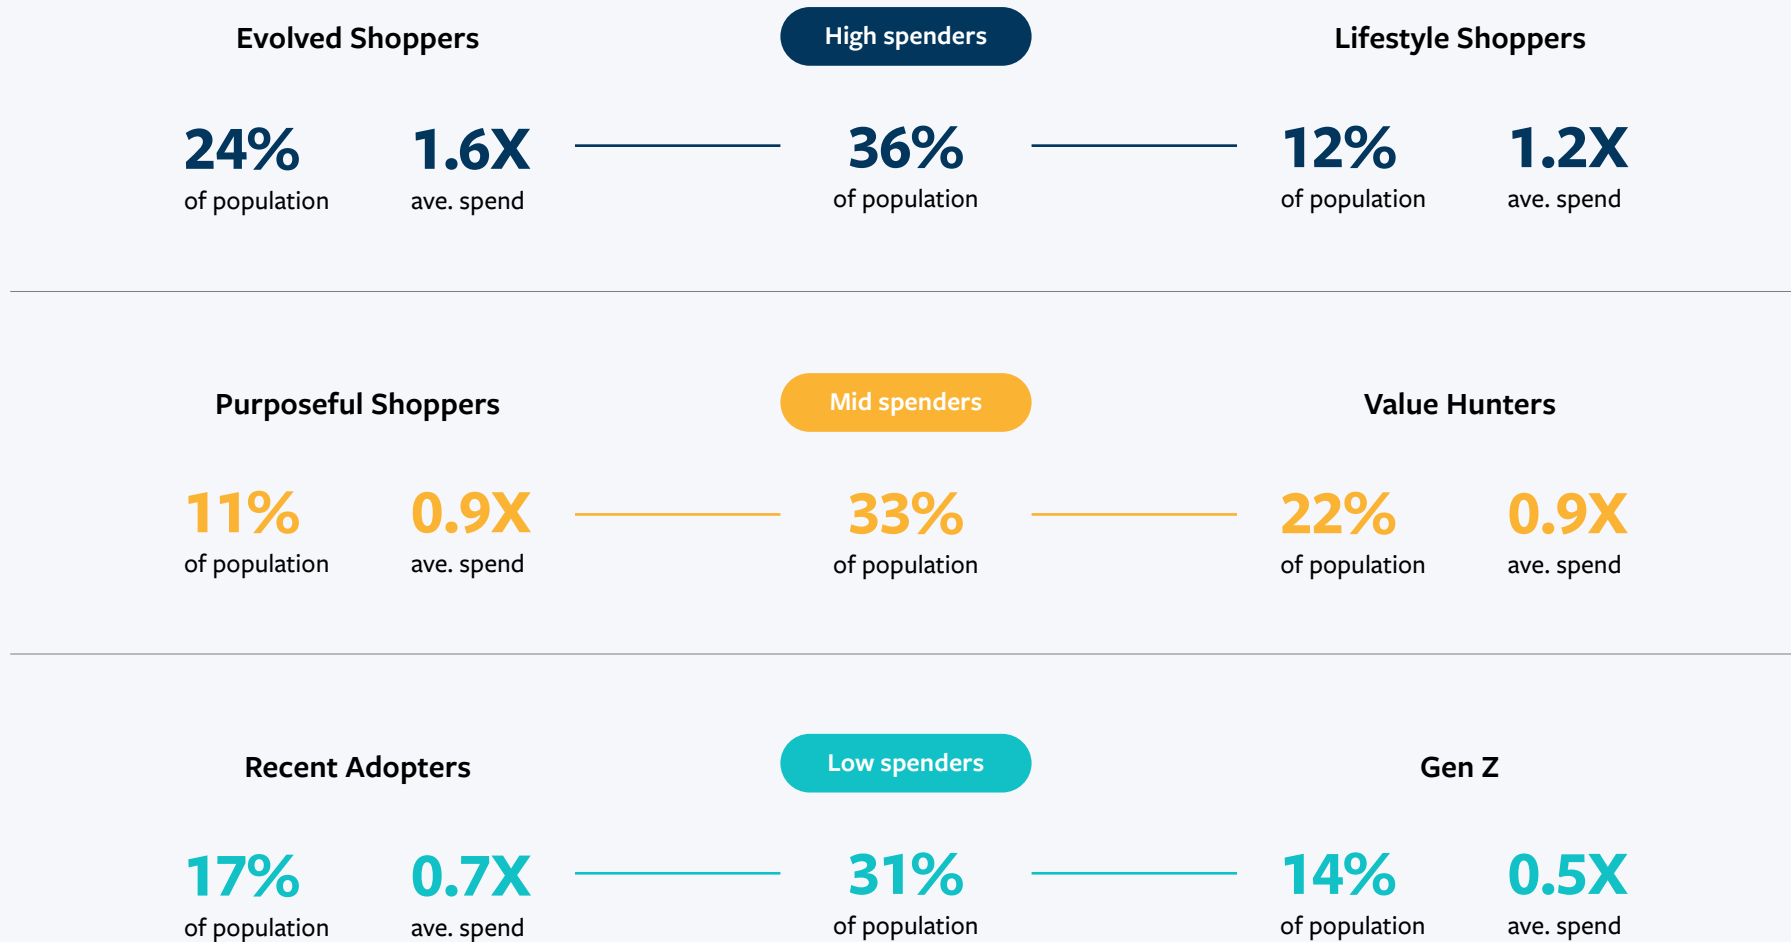 Evolved Shoppers
High spenders
Lifestyle Shoppers
24%
of population
1.6X
ave. spend
36%
of population
12%
of population
1.2X
ave. spend
Purposeful Shoppers
Mid spenders
Value Hunters
11%
of population
0.9X
ave. spend
33%
of population
22%
of population
0.9X
ave. spend
Recent Adopters
Low spenders
Gen Z
17%
of population
0.7X
ave. spend
31%
of population
14%
of population
0.5X
ave. spend